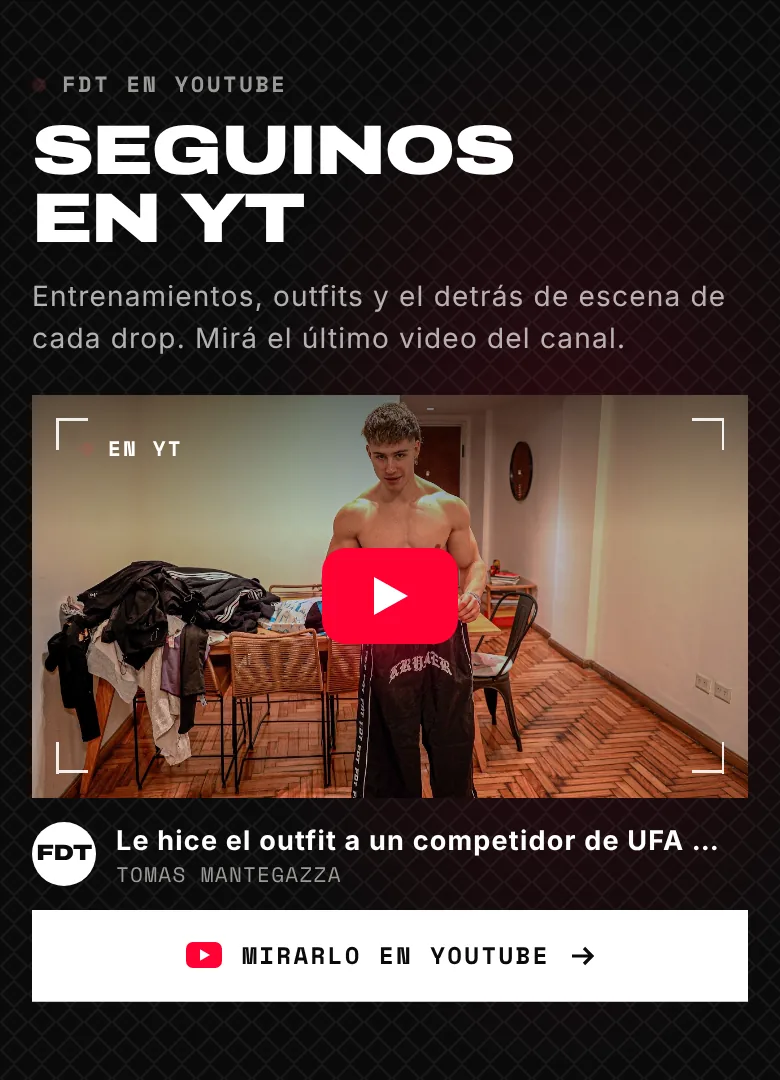 FDT EN YOUTUBE
SEGUINOS
EN YT
Entrenamientos, outfits y el detrás de escena de
cada drop. Mirá el último video del canal.
EN YT
FDT
Le hice el outfit a un competidor de UFA ...
TOMAS MANTEGAZZA
MIRARLO EN YOUTUBE →